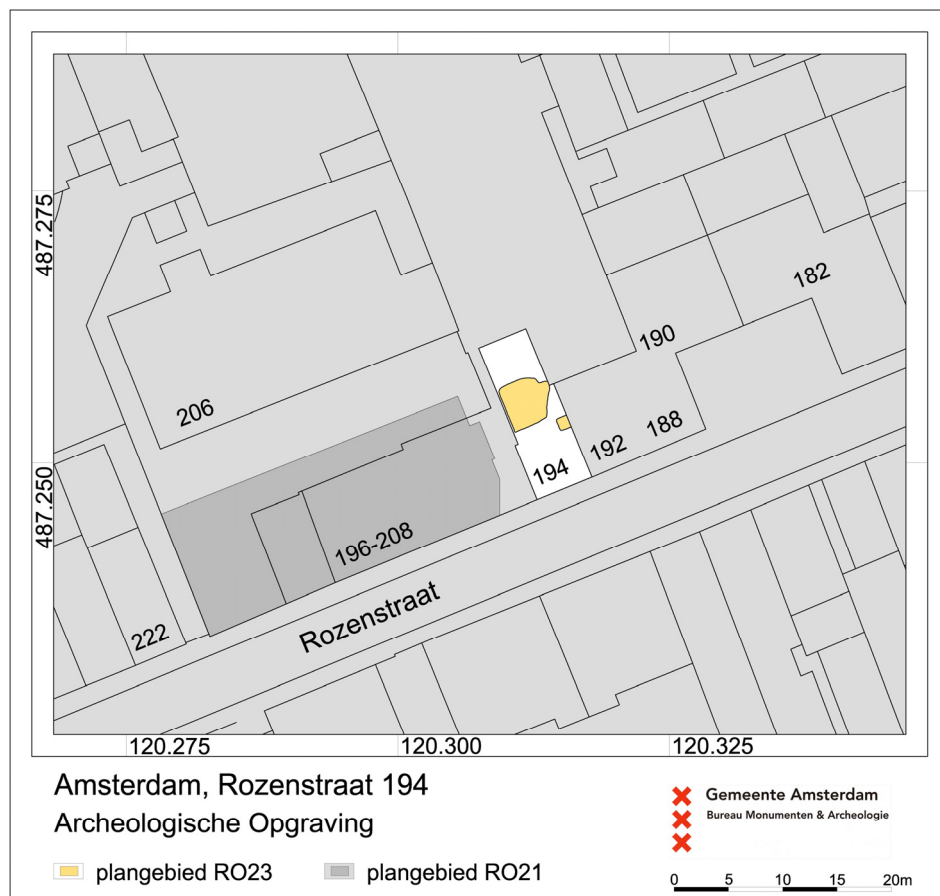 487.275
487.250
182
190
206
188
192
194
196-208
Rozenstraat
222
120.275
120.300
120.325
Amsterdam, Rozenstraat 194
Archeologische Opgraving
plangebied RO23
plangebied RO21
Gemeente Amsterdam
Bureau Monumenten & Archeologie
0 5 10 15 20m